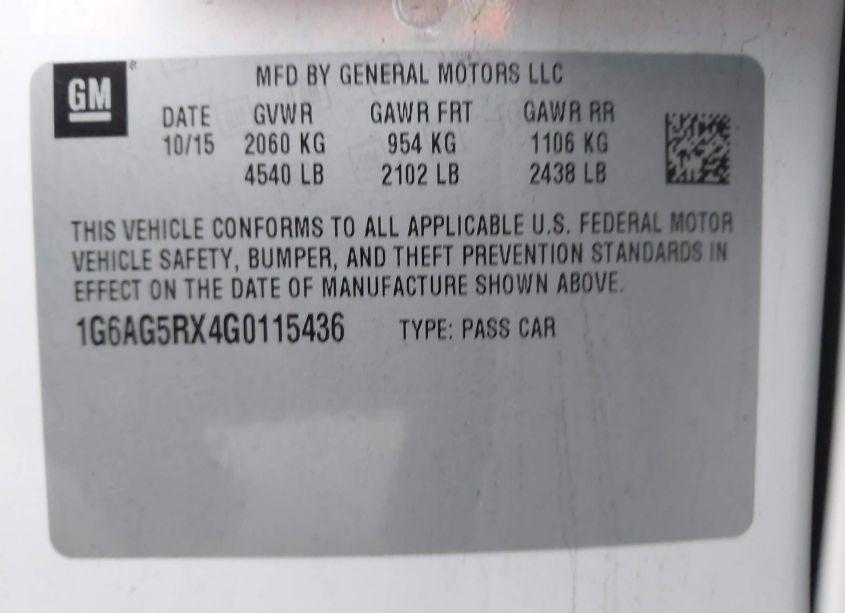 GM
MFD BY GENERAL MOTORS LLC
DATE GVWR GAWR FRT GAWR RR
10/15 2060 KG 954 KG 1106 KG
4540 LB 2102 LB 2438 LB
THIS VEHICLE CONFORMS TO ALL APPLICABLE U.S. FEDERAL MOTOR
VEHICLE SAFETY, BUMPER, AND THEFT PREVENTION STANDARDS IN
EFFECT ON THE DATE OF MANUFACTURE SHOWN ABOVE.
1G6AG5RX4G0115436 TYPE: PASS CAR